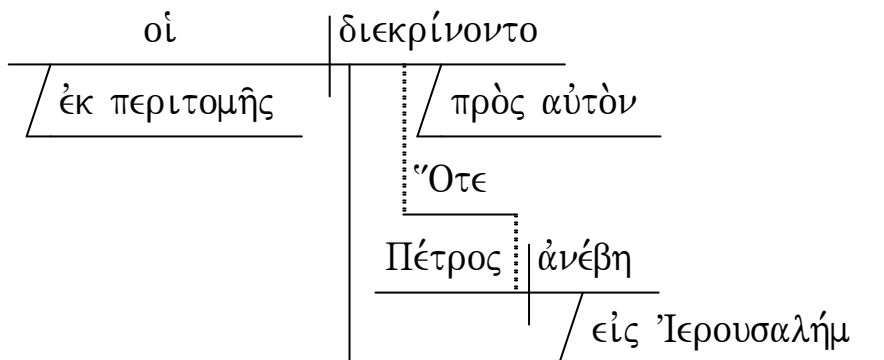 οἱ διεκρίνοντο
ἐκ περιτομῆς πρὸς αὐτὸν
Ὅτε
Πέτρος ἀνέβη
εἰς Ἰερουσαλήμ